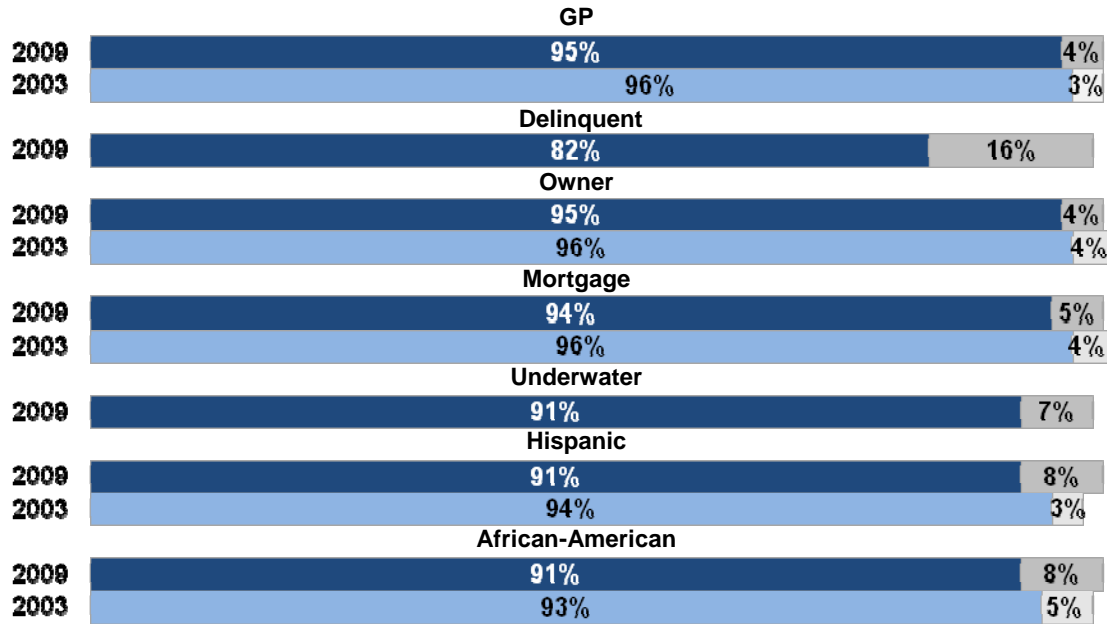 GP
2009 95% 4%
2003 96% 3%
Delinquent
2009 82% 16%
Owner
2009 95% 4%
2003 96% 4%
Mortgage
2009 94% 5%
2003 96% 4%
Underwater
2009 91% 7%
Hispanic
2009 91% 8%
2003 94% 3%
African-American
2009 91% 8%
2003 93% 5%